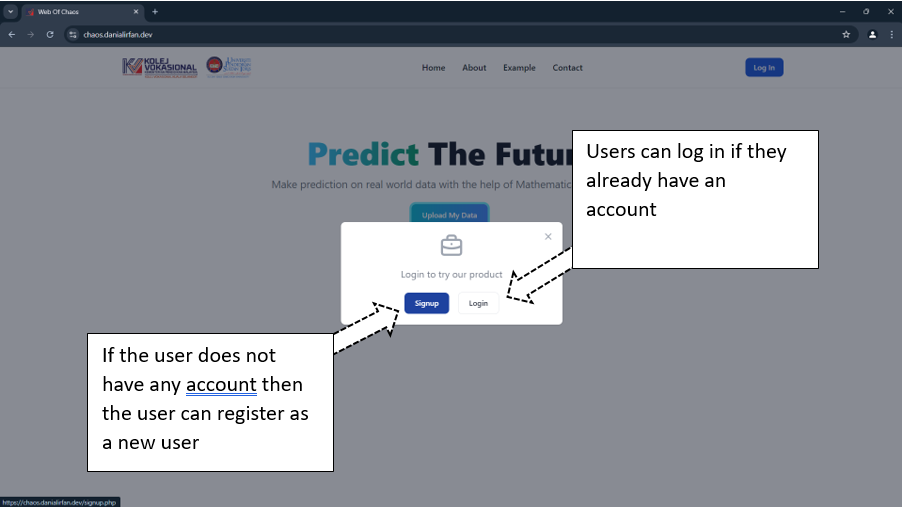 Web Of Chaos
chaos.danialirfan.dev
KOLEJ
VOKASIONAL
Home About Example Contact
Log In
Predict The Futu
Make prediction on real world data with the help of Mathematic
Upload My Data
Users can log in if they
already have an
account
Login to try our product
Signup Login
If the user does not
have any account then
the user can register as
a new user
https://chaos.danialirfan.dev/signup.php